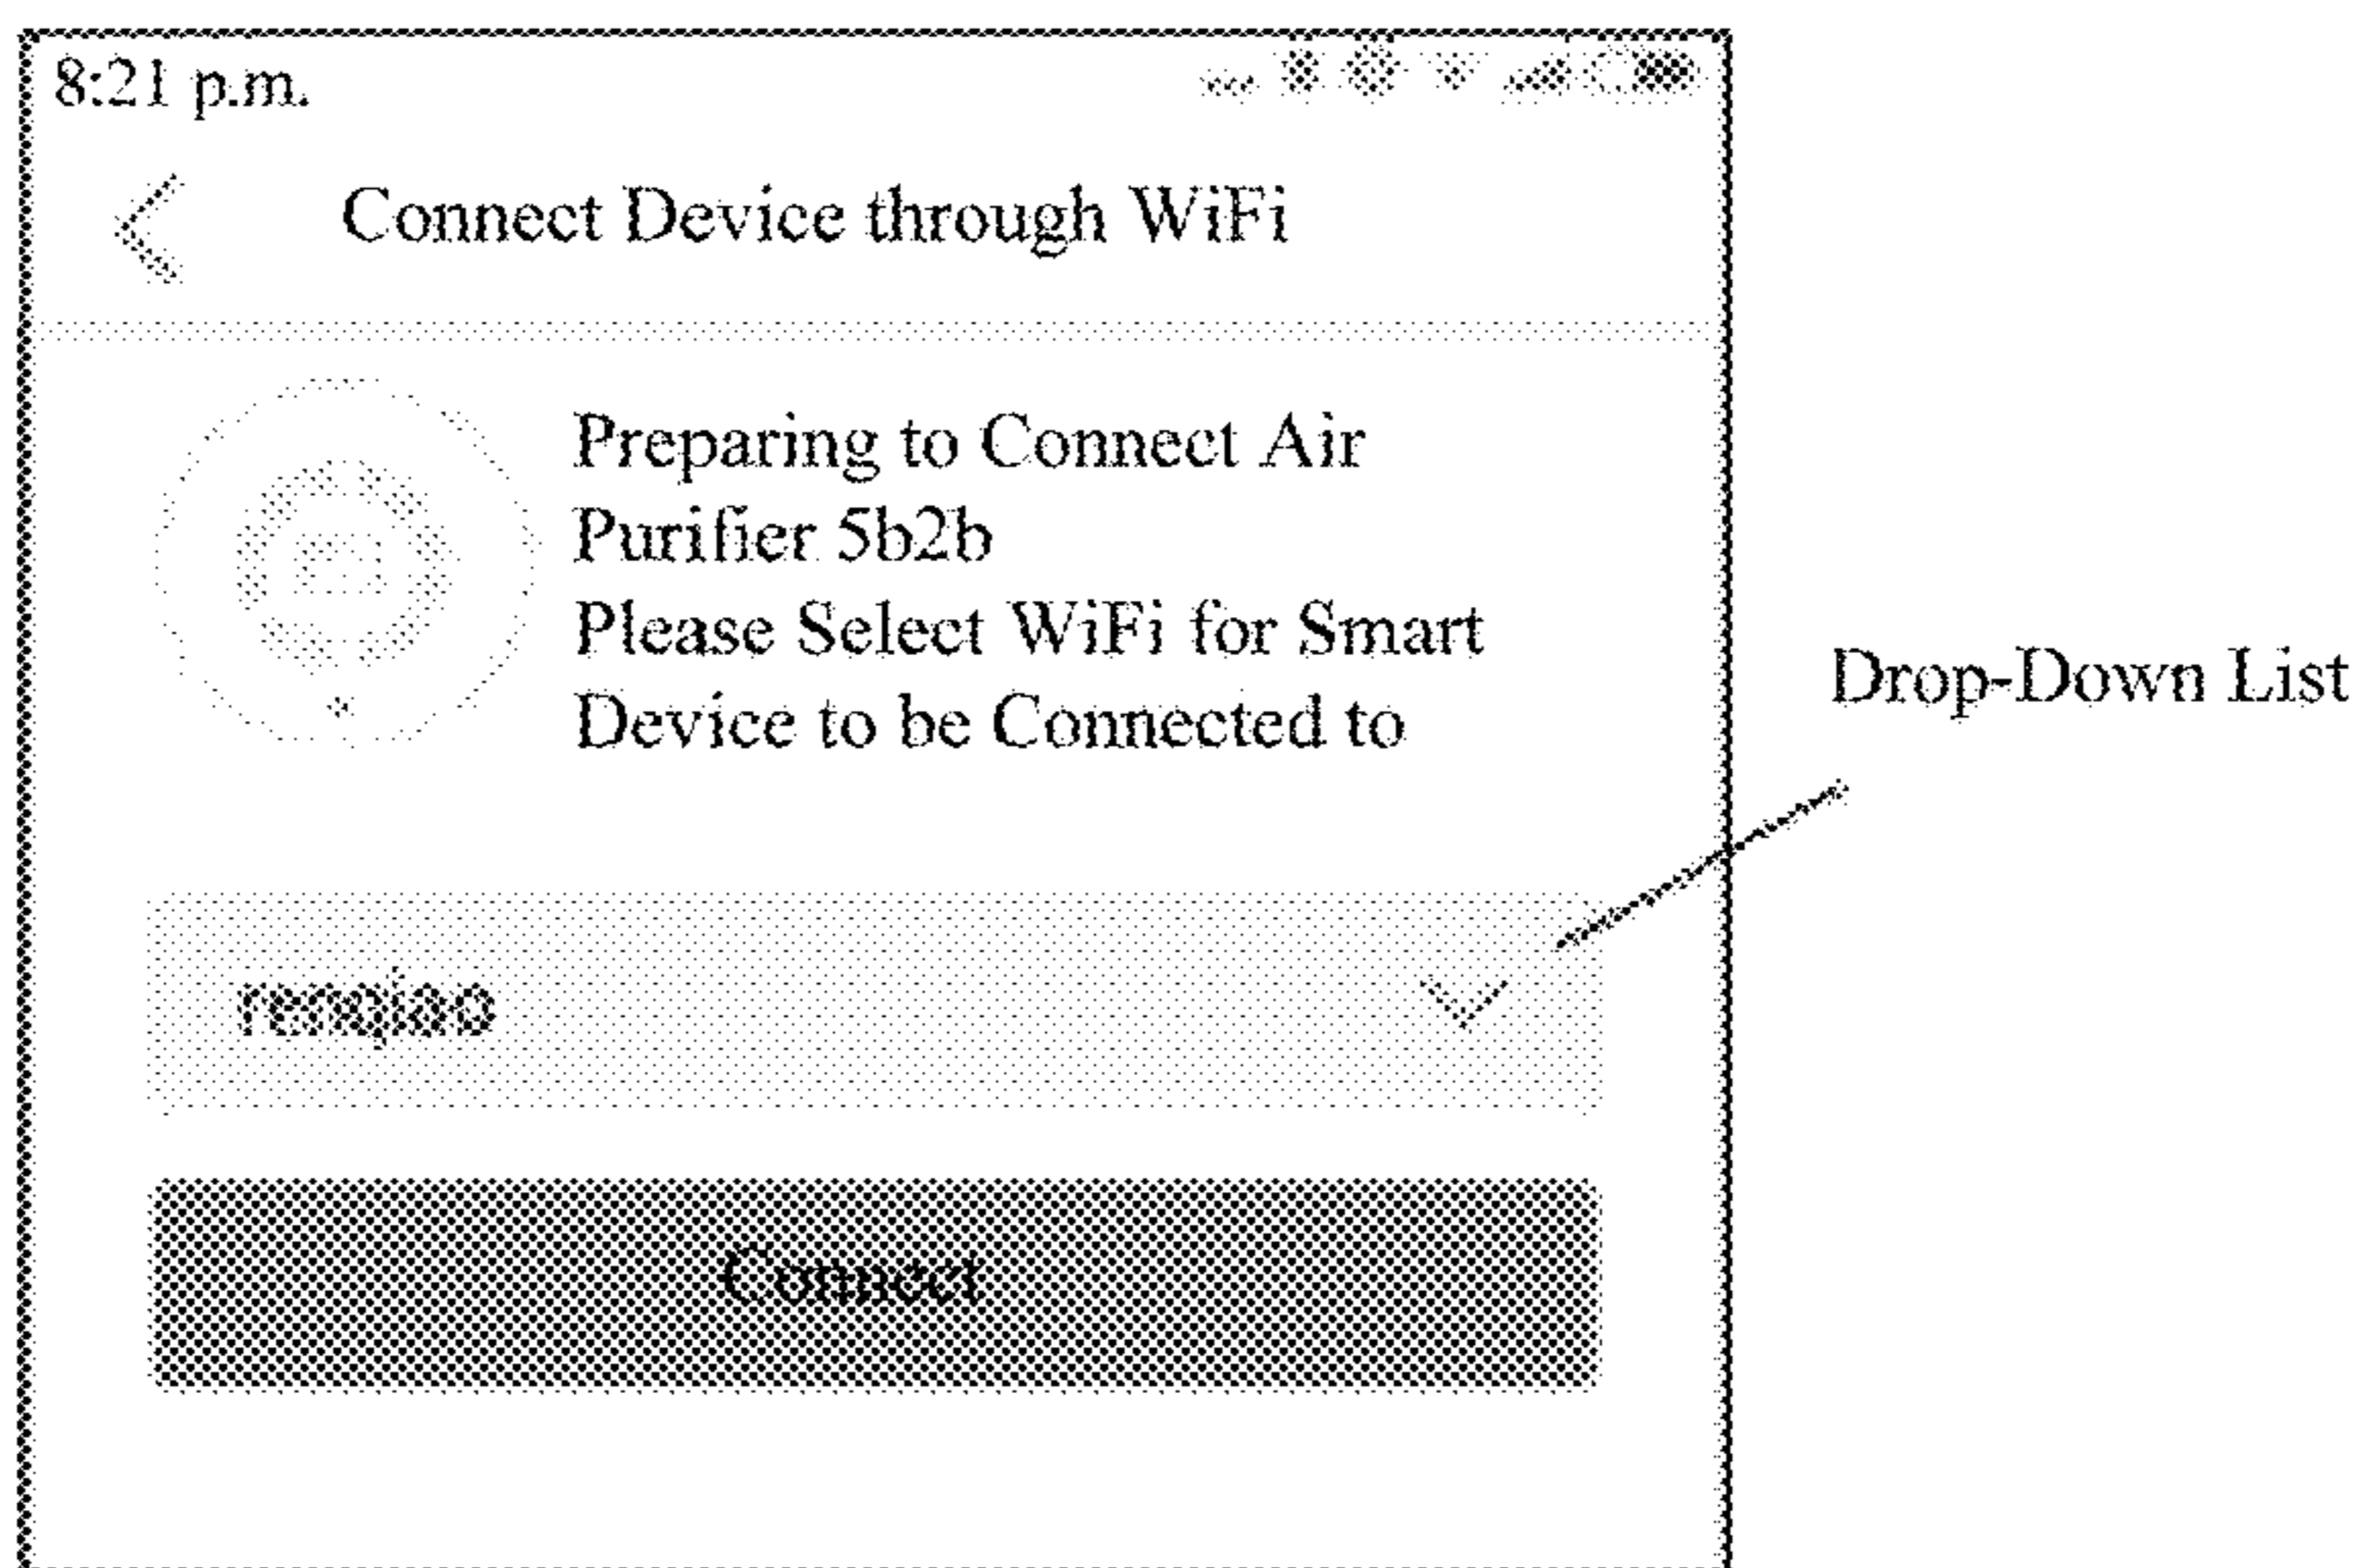 8:21 p.m.
Connect Device through WiFi
Preparing to Connect Air
Purifier 5b2b
Please Select WiFi for Smart
Device to be Connected to
Drop-Down List
renqiao
Connect